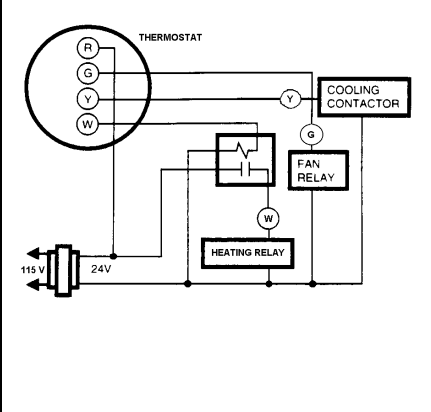 THERMOSTAT
R
G
Y
W
Y
COOLING
CONTACTOR
G
FAN
RELAY
W
HEATING RELAY
115 V
24V